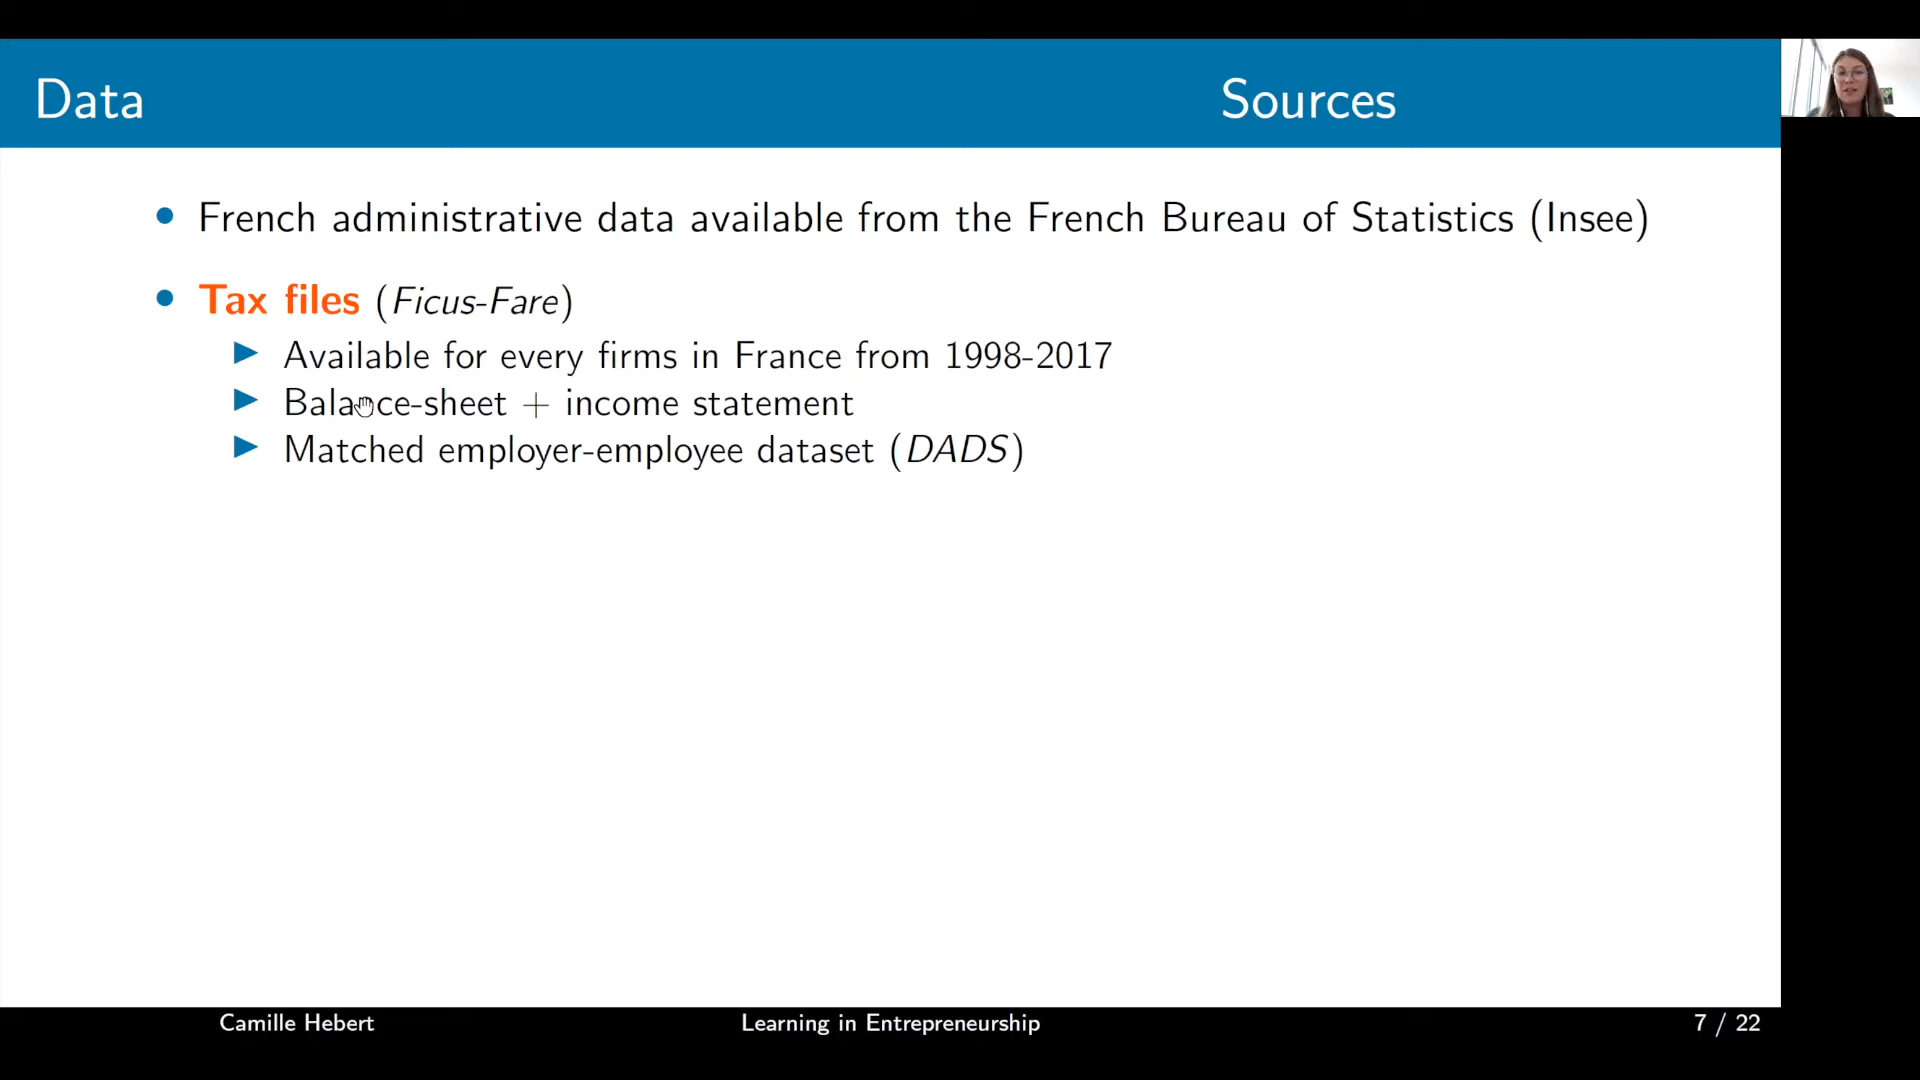 Data Sources
French administrative data available from the French Bureau of Statistics (Insee)
Tax files (Ficus-Fare)
Available for every firms in France from 1998-2017
Balance-sheet + income statement
Matched employer-employee dataset (DADS)
Camille Hebert Learning in Entrepreneurship 7 / 22